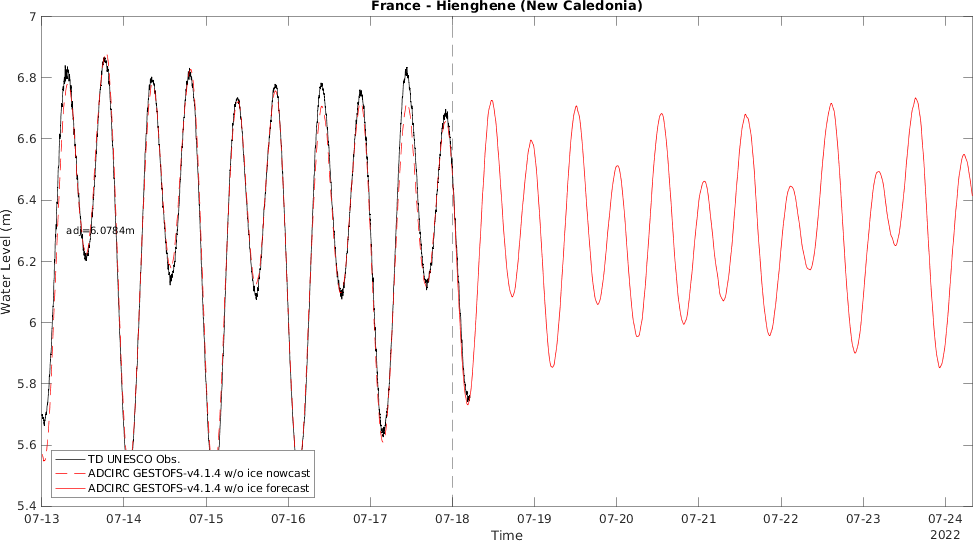 France - Hienghene (New Caledonia)
Water Level (m)
7
6.8
6.6
6.4
6.2
6
5.8
5.6
5.4
adj=6.0784m
TD UNESCO Obs.
ADCIRC GESTOFS-v4.1.4 w/o ice nowcast
ADCIRC GESTOFS-v4.1.4 w/o ice forecast
07-13 07-14 07-15 07-16 07-17 07-18 07-19 07-20 07-21 07-22 07-23 07-24
2022
Time